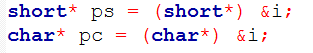 short* ps = (short*) &i;
char* pc = (char*) &i;